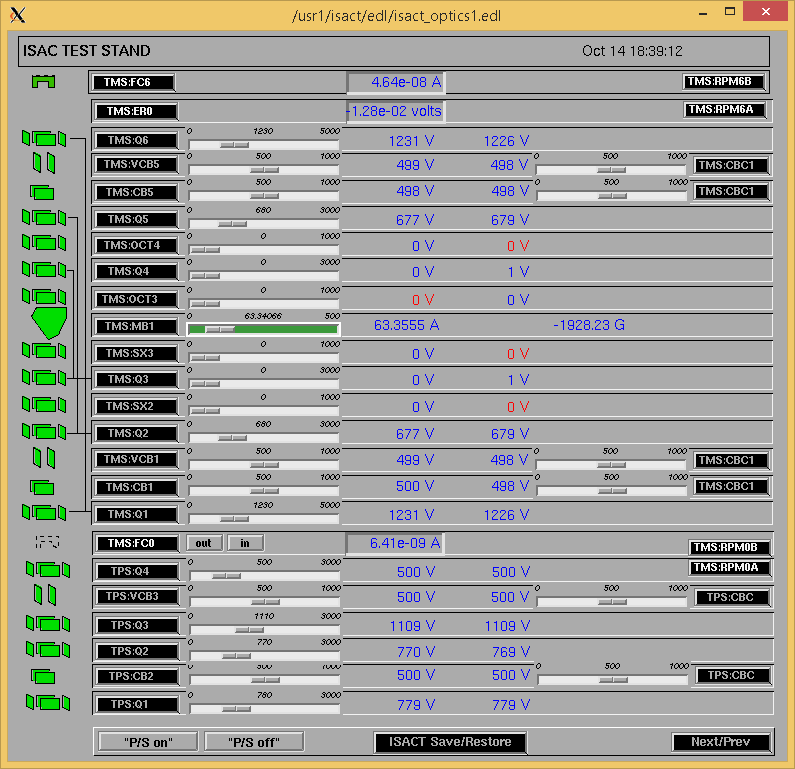 /usr1/isact/edl/isact_optics1.edl
ISAC TEST STAND Oct 14 18:39:12
TMS:FC6 4.64e-08 A TMS:RPM6B
TMS:ER0 -1.28e-02 volts TMS:RPM6A
TMS:Q6 0 1230 5000 1231 V 1226 V
TMS:VCB5 0 500 1000 499 V 498 V 0 500 1000 TMS:CBC1
TMS:CB5 0 500 1000 498 V 498 V 0 500 1000 TMS:CBC1
TMS:Q5 0 680 3000 677 V 679 V
TMS:OCT4 0 0 1000 0 V 0 V
TMS:Q4 0 0 3000 0 V 1 V
TMS:OCT3 0 0 1000 0 V 0 V
TMS:MB1 0 63.34066 500 63.3555 A -1928.23 G
TMS:SX3 0 0 1000 0 V 0 V
TMS:Q3 0 0 3000 0 V 1 V
TMS:SX2 0 0 1000 0 V 0 V
TMS:Q2 0 680 3000 677 V 679 V
TMS:VCB1 0 500 1000 499 V 498 V 0 500 1000 TMS:CBC1
TMS:CB1 0 500 1000 500 V 498 V 0 500 1000 TMS:CBC1
TMS:Q1 0 1230 5000 1231 V 1226 V
TMS:FC0 out in 6.41e-09 A TMS:RPM0B
TPS:Q4 0 500 3000 500 V 500 V TMS:RPM0A
TPS:VCB3 0 500 1000 500 V 500 V 0 500 1000 TPS:CBC
TPS:Q3 0 1110 3000 1109 V 1109 V
TPS:Q2 0 770 3000 770 V 769 V
TPS:CB2 0 500 1000 500 V 500 V 0 500 1000 TPS:CBC
TPS:Q1 0 780 3000 779 V 779 V
"P/S on" "P/S off" ISACT Save/Restore Next/Prev